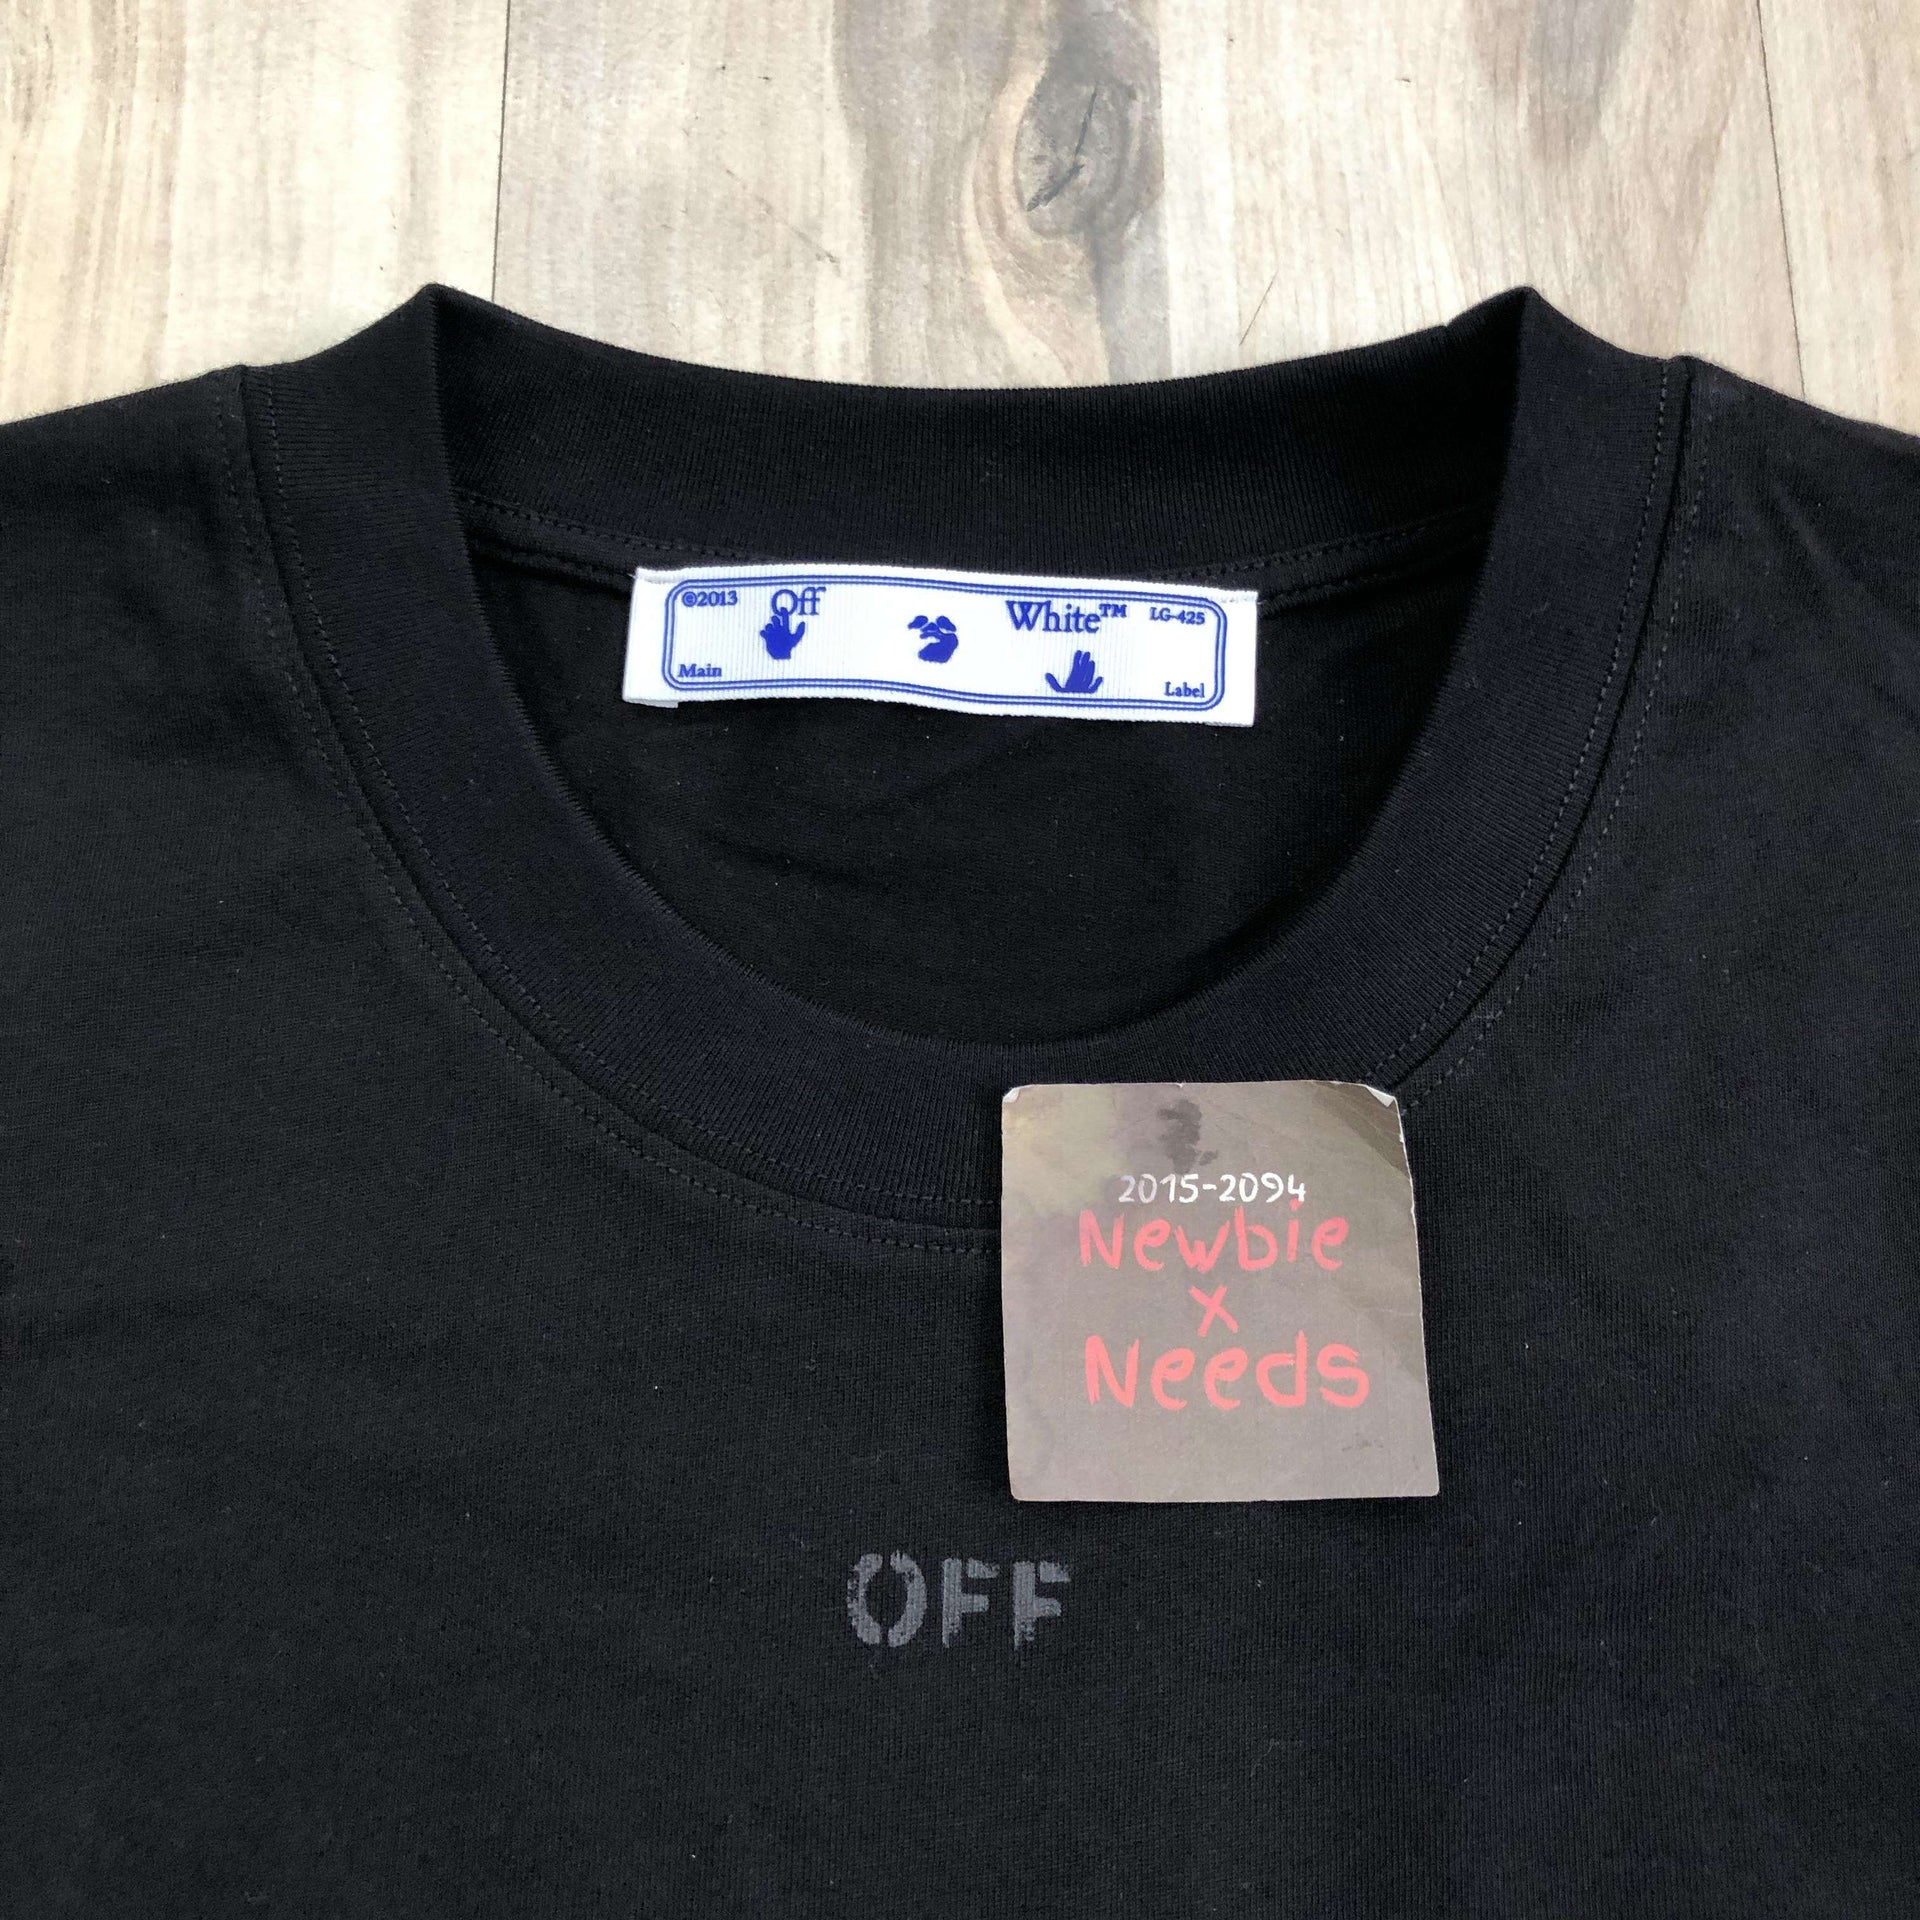 ©2013 Off White™ LG-425
Main Label
2015-2094
Newbie
x
Needs
OFF